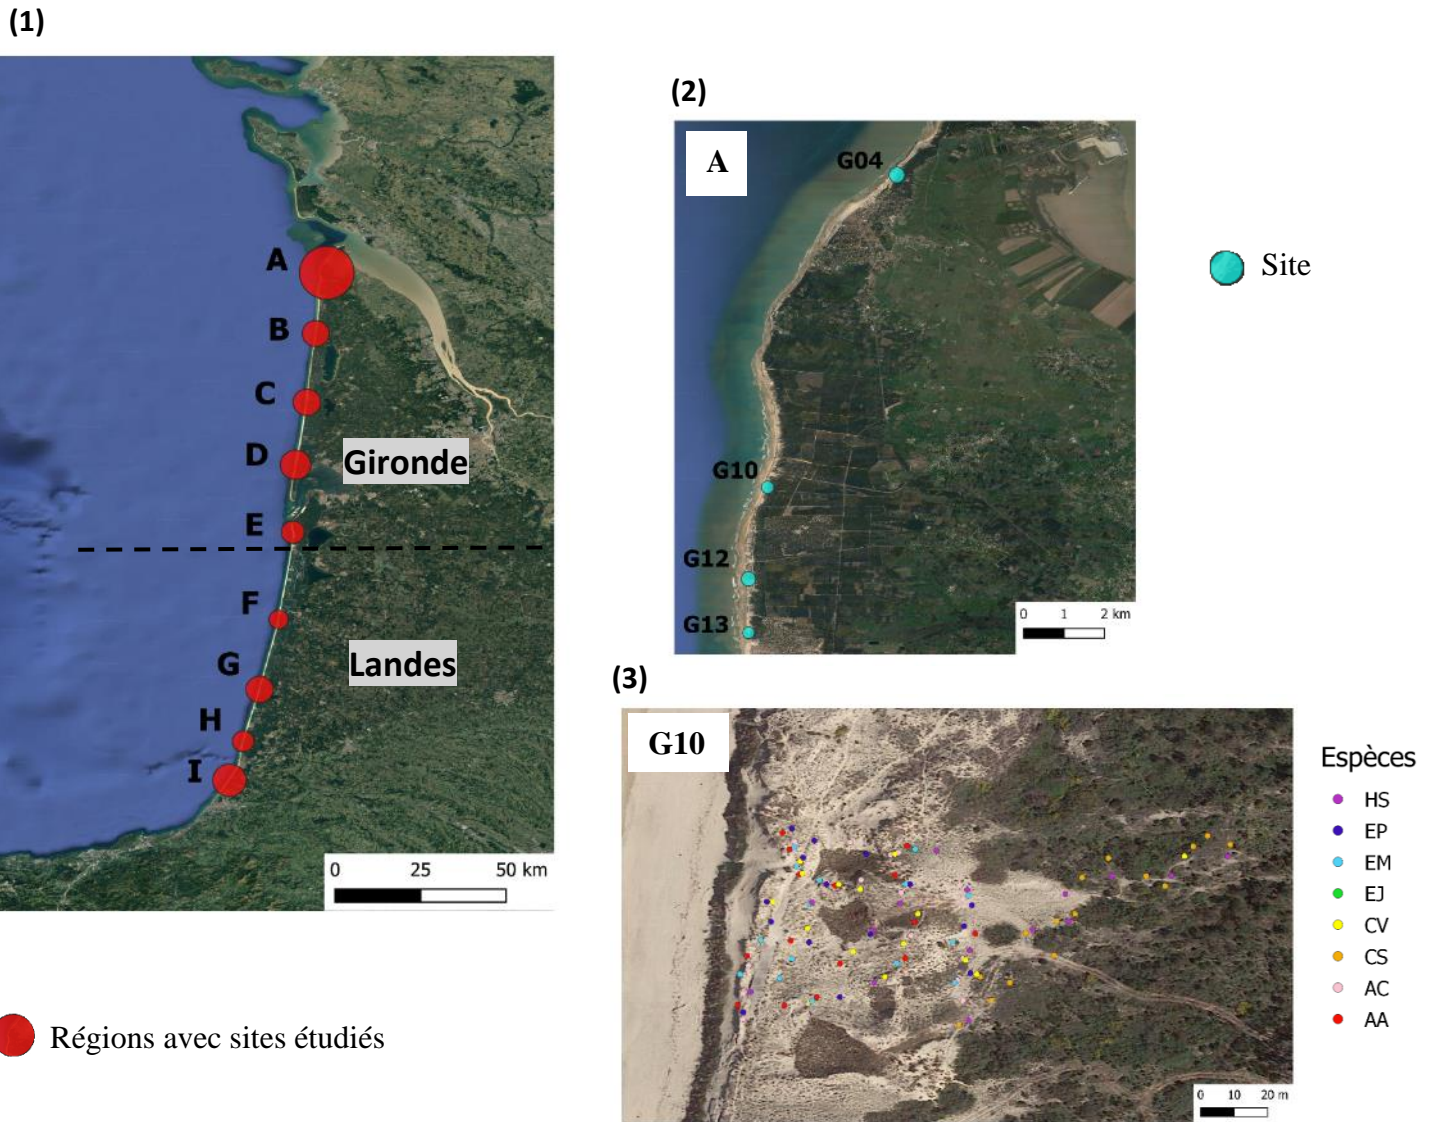 (1)
A
B
C
D
E
F
G
H
I
Gironde
Landes
0 25 50 km
Régions avec sites étudiés
(2)
A
G04
G10
G12
G13
0 1 2 km
Site
(3)
G10
0 10 20 m
Espèces
HS
EP
EM
EJ
CV
CS
AC
AA